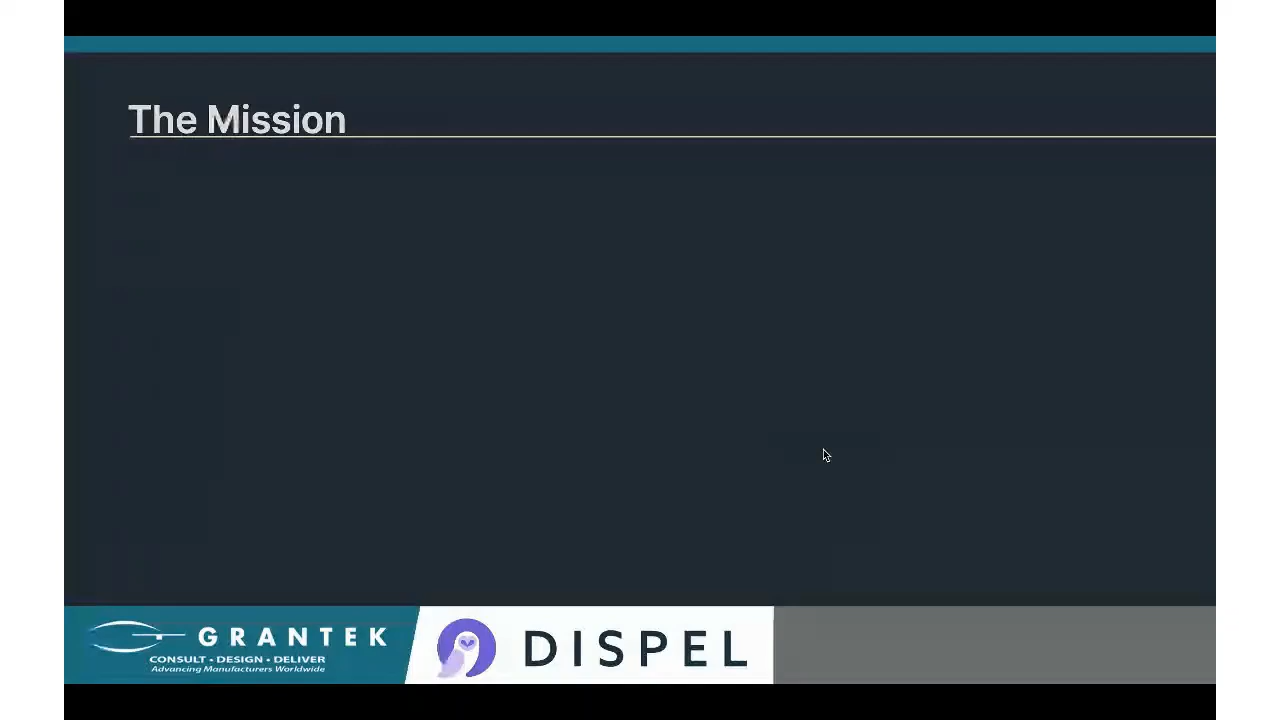 The Mission
GRANTEK
CONSULT • DESIGN • DELIVER
Advancing Manufacturers Worldwide
DISPEL